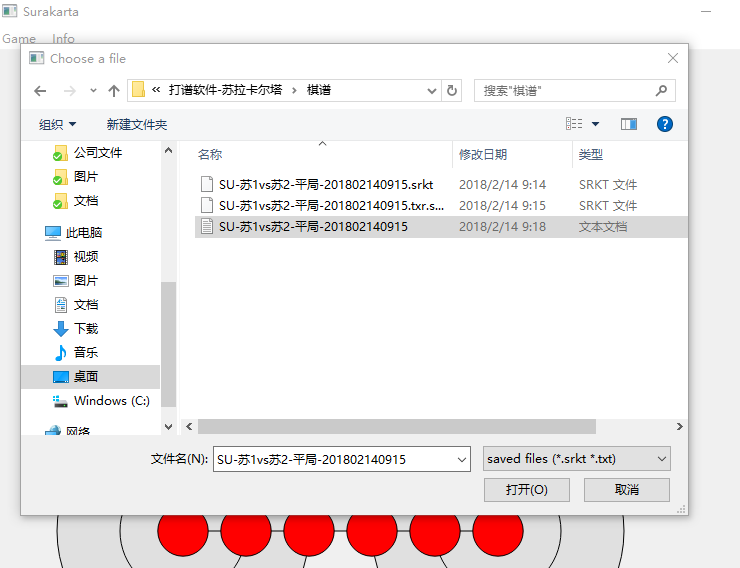 Surakarta
Game Info
Choose a file
« 打谱软件-苏拉卡尔塔 › 棋谱
搜索"棋谱"
组织 新建文件夹
名称 修改日期 类型
公司文件
图片
文档
此电脑
视频
图片
文档
下载
音乐
桌面
Windows (C:)
网络
SU-苏1vs苏2-平局-201802140915.srkt 2018/2/14 9:14 SRKT 文件
SU-苏1vs苏2-平局-201802140915.txr.s... 2018/2/14 9:15 SRKT 文件
SU-苏1vs苏2-平局-201802140915 2018/2/14 9:18 文本文档
文件名(N): SU-苏1vs苏2-平局-201802140915 saved files (*.srkt *.txt)
打开(O) 取消